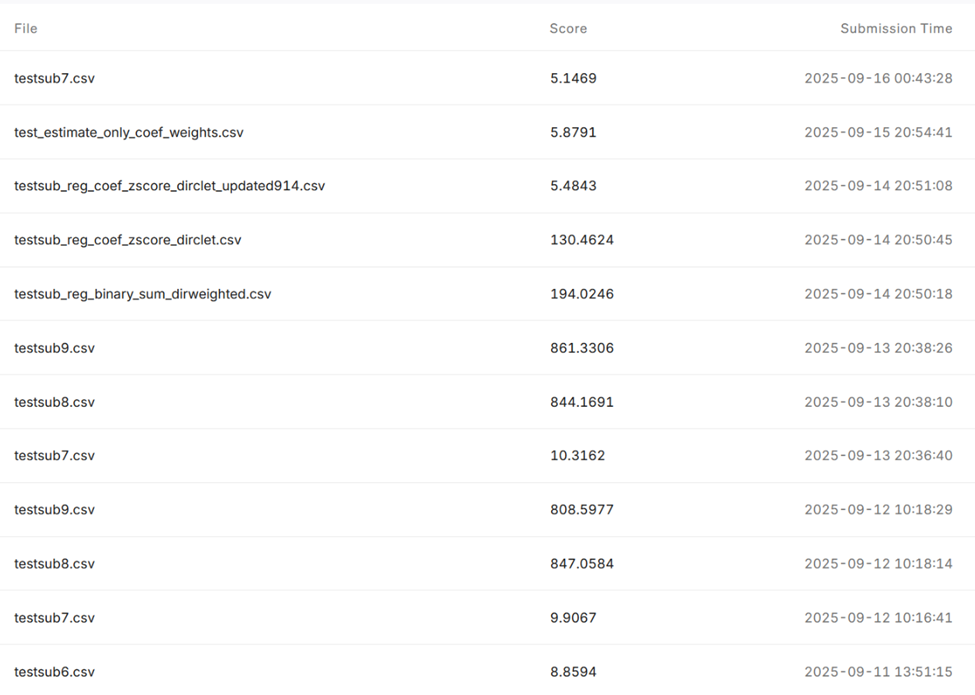 File Score Submission Time
testsub7.csv 5.1469 2025-09-16 00:43:28
test_estimate_only_coef_weights.csv 5.8791 2025-09-15 20:54:41
testsub_reg_coef_zscore_dirclet_updated914.csv 5.4843 2025-09-14 20:51:08
testsub_reg_coef_zscore_dirclet.csv 130.4624 2025-09-14 20:50:45
testsub_reg_binary_sum_dirweighted.csv 194.0246 2025-09-14 20:50:18
testsub9.csv 861.3306 2025-09-13 20:38:26
testsub8.csv 844.1691 2025-09-13 20:38:10
testsub7.csv 10.3162 2025-09-13 20:36:40
testsub9.csv 808.5977 2025-09-12 10:18:29
testsub8.csv 847.0584 2025-09-12 10:18:14
testsub7.csv 9.9067 2025-09-12 10:16:41
testsub6.csv 8.8594 2025-09-11 13:51:15